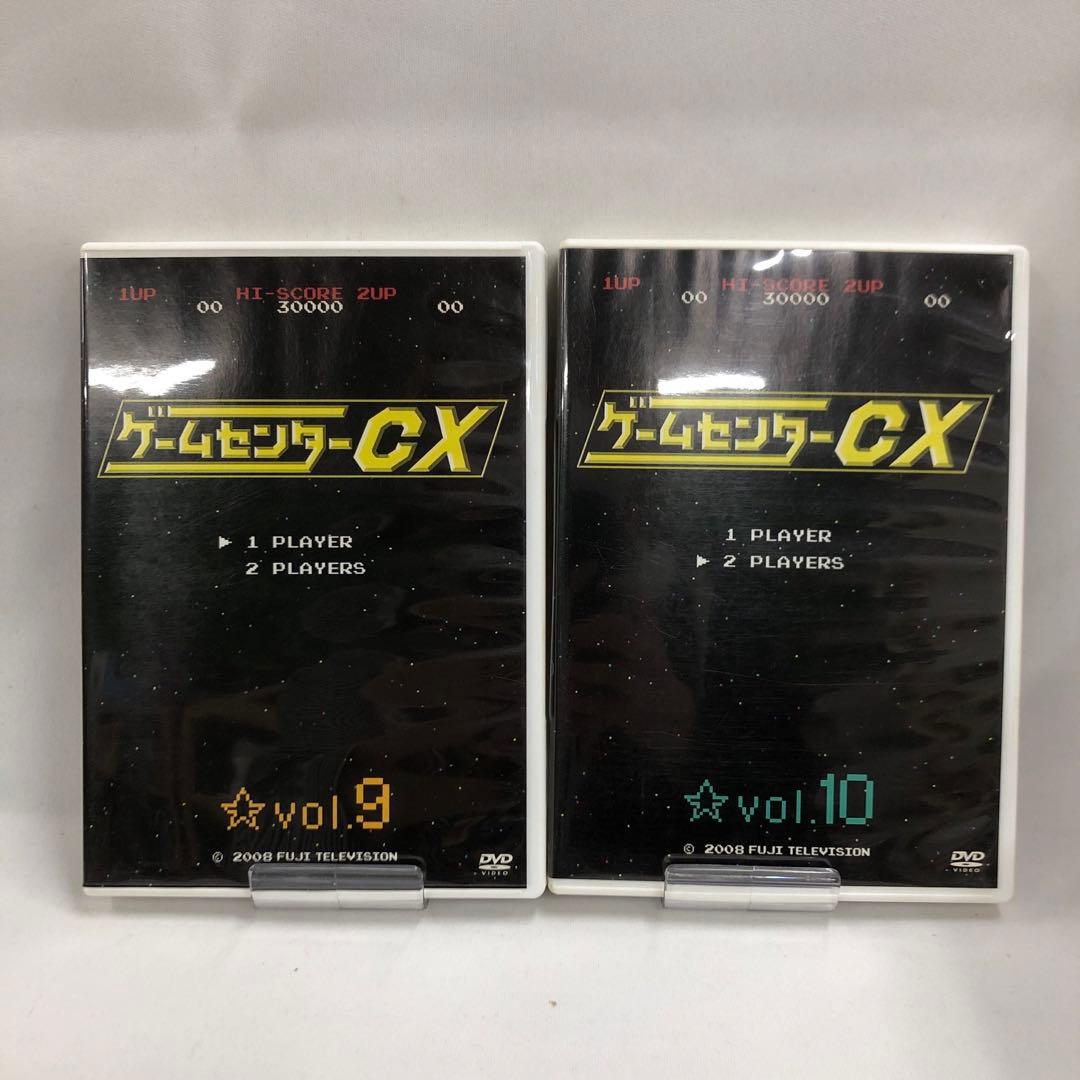 1UP HI-SCORE 2UP
00 30000 00
ゲームセンターCX
▶ 1 PLAYER
2 PLAYERS
☆ vol.9
© 2008 FUJI TELEVISION
DVD
VIDEO
1UP HI-SCORE 2UP
00 30000 00
ゲームセンターCX
1 PLAYER
▶ 2 PLAYERS
☆ vol.10
© 2008 FUJI TELEVISION
DVD
VIDEO